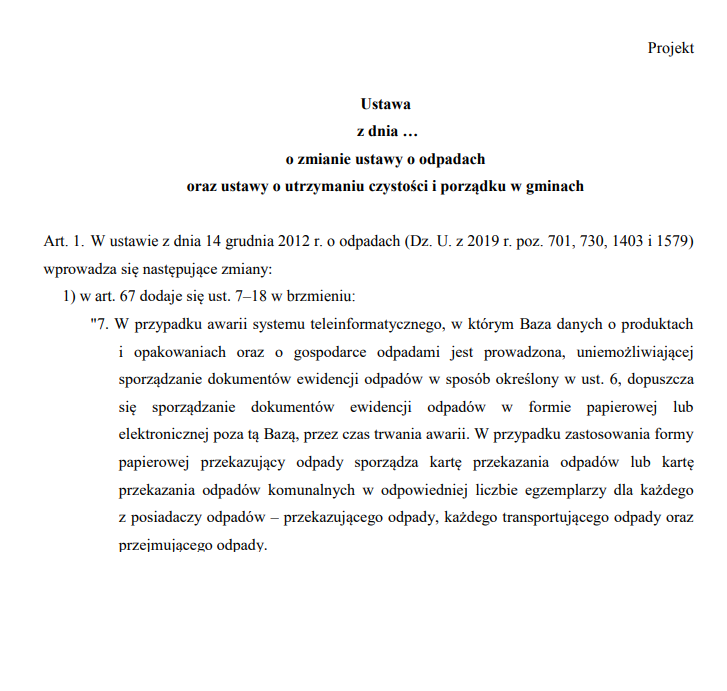 Projekt
Ustawa
z dnia …
o zmianie ustawy o odpadach
oraz ustawy o utrzymaniu czystości i porządku w gminach
Art. 1. W ustawie z dnia 14 grudnia 2012 r. o odpadach (Dz. U. z 2019 r. poz. 701, 730, 1403 i 1579)
wprowadza się następujące zmiany:
1) w art. 67 dodaje się ust. 7–18 w brzmieniu:
"7. W przypadku awarii systemu teleinformatycznego, w którym Baza danych o produktach
i opakowaniach oraz o gospodarce odpadami jest prowadzona, uniemożliwiającej
sporządzanie dokumentów ewidencji odpadów w sposób określony w ust. 6, dopuszcza
się sporządzanie dokumentów ewidencji odpadów w formie papierowej lub
elektronicznej poza tą Bazą, przez czas trwania awarii. W przypadku zastosowania formy
papierowej przekazujący odpady sporządza kartę przekazania odpadów lub kartę
przekazania odpadów komunalnych w odpowiedniej liczbie egzemplarzy dla każdego
z posiadaczy odpadów – przekazującego odpady, każdego transportującego odpady oraz
przejmującego odpady.